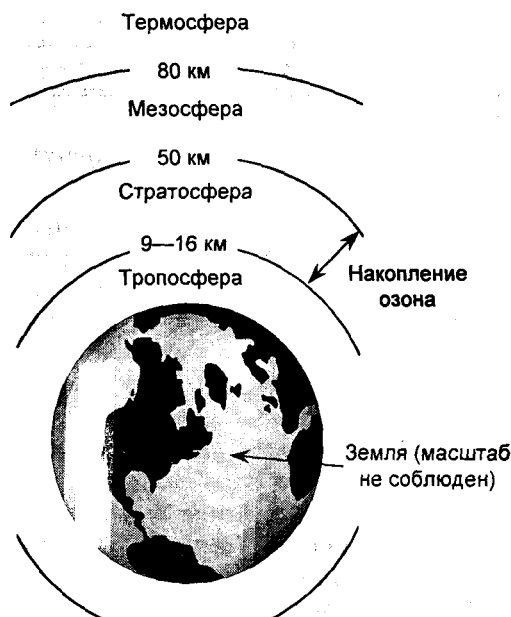 Термосфера
80 км
Мезосфера
50 км
Стратосфера
9—16 км
Тропосфера
Накопление
озона
Земля (масштаб
не соблюден)